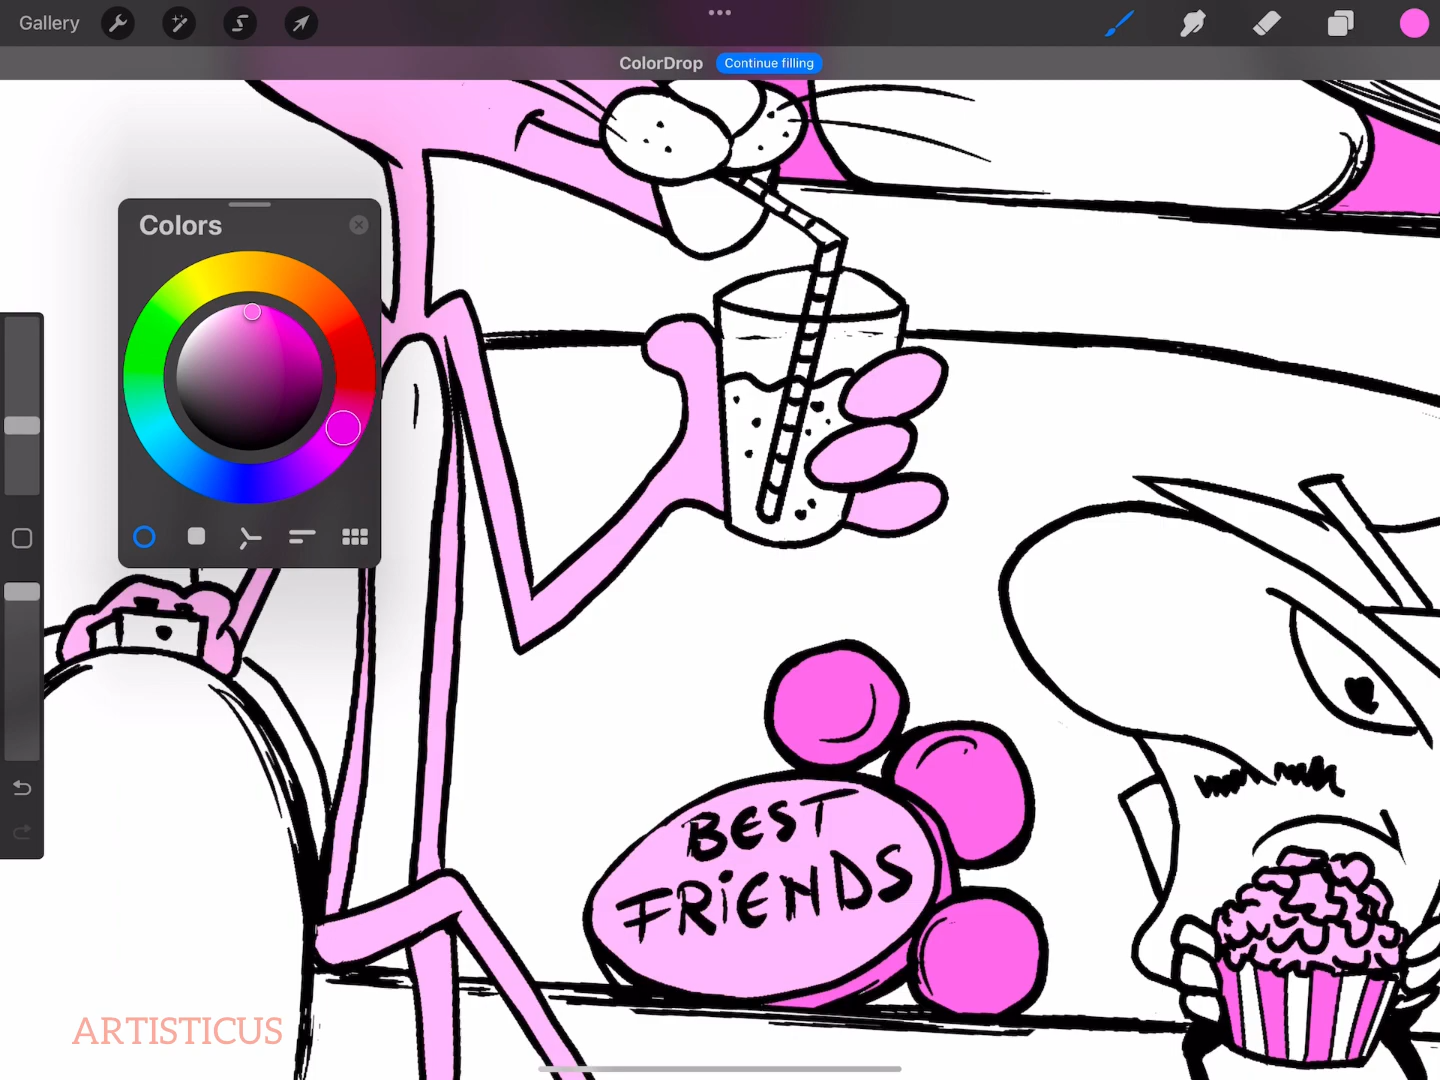 Gallery
ColorDrop Continue filling
Colors
BEST
FRiENDS
ARTISTICUS